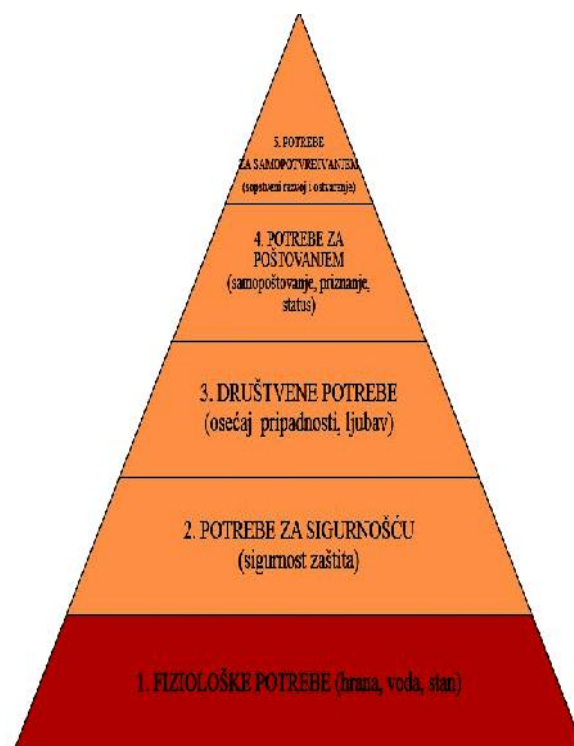 5. POTREBE
ZA SAMOPOTVRĐIVANJEM
(sopstveni razvoj i ostvarenje)
4. POTREBE ZA
POŠTOVANJEM
(samopoštovanje, priznanje,
status)
3. DRUŠTVENE POTREBE
(osećaj pripadnosti, ljubav)
2. POTREBE ZA SIGURNOŠĆU
(sigurnost zaštita)
1. FIZIOLOŠKE POTREBE (hrana, voda, stan)